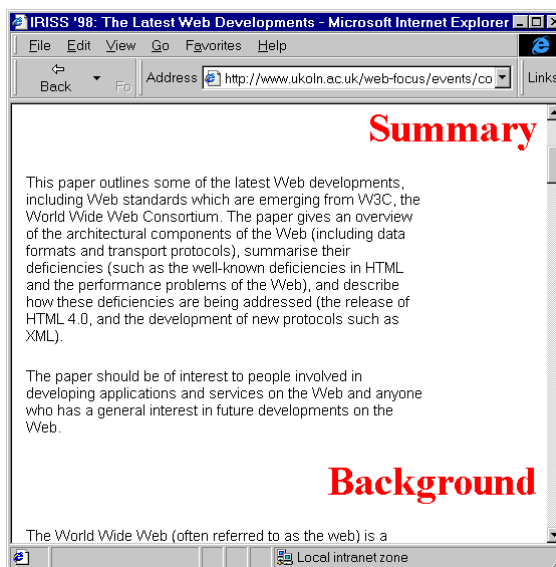 IRISS '98: The Latest Web Developments - Microsoft Internet Explorer
File Edit View Go Favorites Help
Back Fo Address http://www.ukoln.ac.uk/web-focus/events/co Links
Summary
This paper outlines some of the latest Web developments,
including Web standards which are emerging from W3C, the
World Wide Web Consortium. The paper gives an overview
of the architectural components of the Web (including data
formats and transport protocols), summarise their
deficiencies (such as the well-known deficiencies in HTML
and the performance problems of the Web), and describe
how these deficiencies are being addressed (the release of
HTML 4.0, and the development of new protocols such as
XML).
The paper should be of interest to people involved in
developing applications and services on the Web and anyone
who has a general interest in future developments on the
Web.
Background
The World Wide Web (often referred to as the web) is a
Local intranet zone